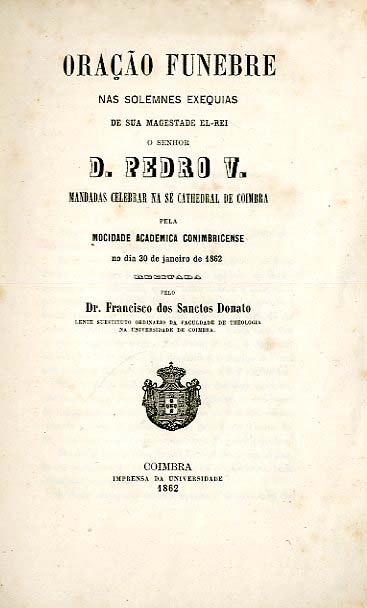 ORAÇÃO FUNEBRE
NAS SOLEMNES EXEQUIAS
DE SUA MAGESTADE EL-REI
O SENHOR
D. PEDRO V.
MANDADAS CELEBRAR NA SÉ CATHEDRAL DE COIMBRA
PELA
MOCIDADE ACADEMICA CONIMBRICENSE
no dia 30 de janeiro de 1862
RECITADA
PELO
Dr. Francisco dos Sanctos Donato
LENTE SUBSTITUTO ORDINARIO DA FACULDADE DE THEOLOGIA
NA UNIVERSIDADE DE COIMBRA.
COIMBRA
IMPRENSA DA UNIVERSIDADE
1862